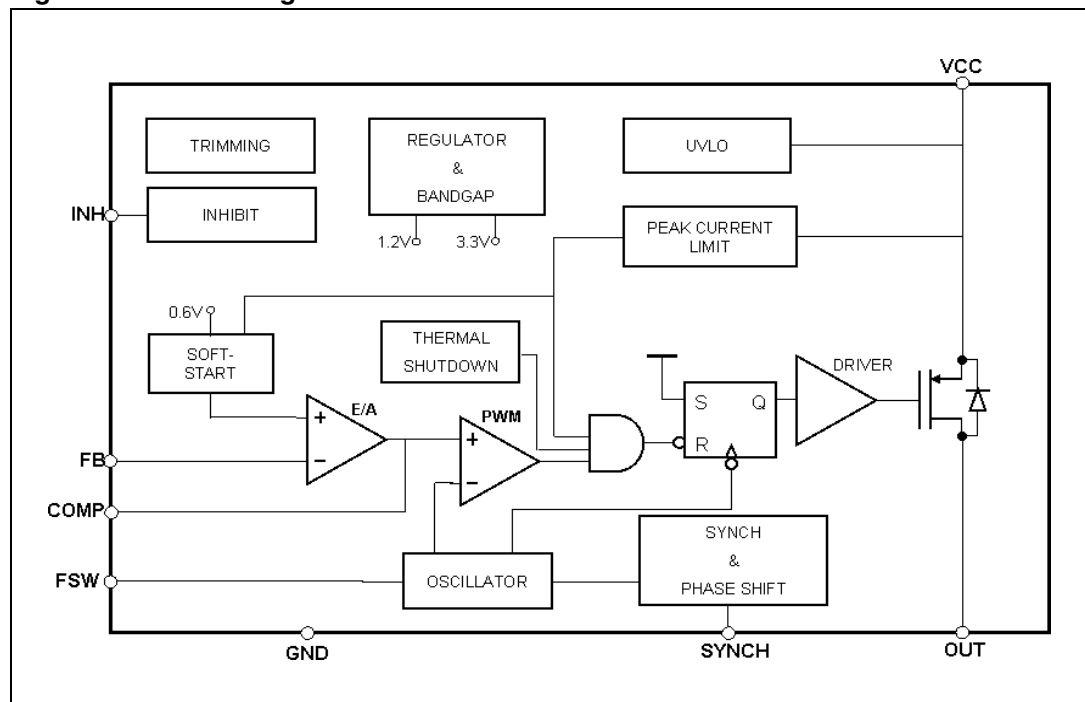 VCC
TRIMMING
REGULATOR
&
BANDGAP
UVLO
INH
INHIBIT
1.2V
3.3V
PEAK CURRENT
LIMIT
0.6V
SOFT-
START
THERMAL
SHUTDOWN
DRIVER
E/A
+
−
PWM
+
−
S
Q
R
FB
COMP
FSW
OSCILLATOR
SYNCH
&
PHASE SHIFT
GND
SYNCH
OUT